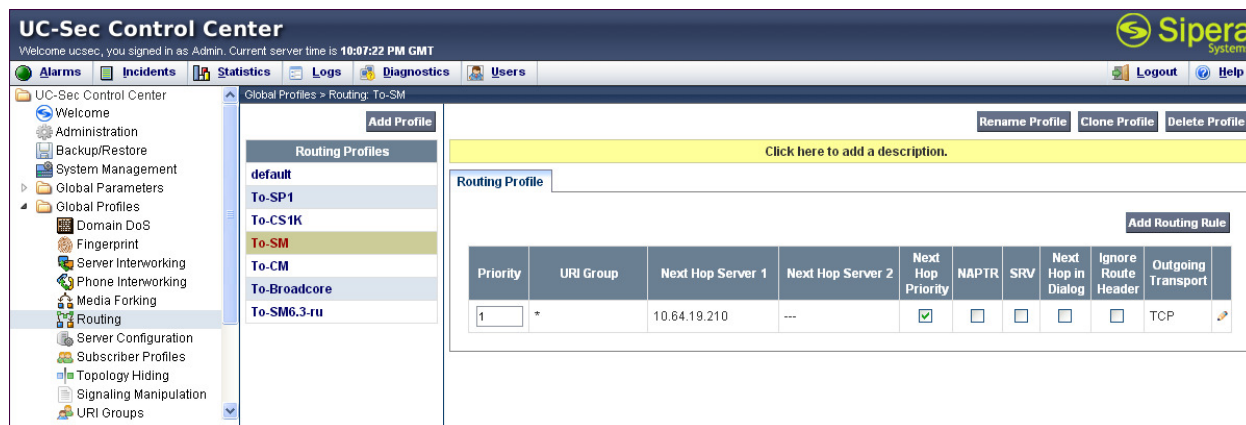 UC-Sec Control Center
Welcome ucsec, you signed in as Admin. Current server time is 10:07:22 PM GMT
Sipera
Systems
Alarms Incidents Statistics Logs Diagnostics Users Logout Help
UC-Sec Control Center
Welcome
Administration
Backup/Restore
System Management
Global Parameters
Global Profiles
Domain DoS
Fingerprint
Server Interworking
Phone Interworking
Media Forking
Routing
Server Configuration
Subscriber Profiles
Topology Hiding
Signaling Manipulation
URI Groups
Global Profiles > Routing: To-SM
Add Profile
Routing Profiles
default
To-SP1
To-CS1K
To-SM
To-CM
To-Broadcore
To-SM6.3-ru
Rename Profile Clone Profile Delete Profile
Click here to add a description.
Routing Profile
Add Routing Rule
Priority URI Group Next Hop Server 1 Next Hop Server 2 Next Hop Priority NAPTR SRV Next Hop in Dialog Ignore Route Header Outgoing Transport
1 * 10.64.19.210 --- TCP